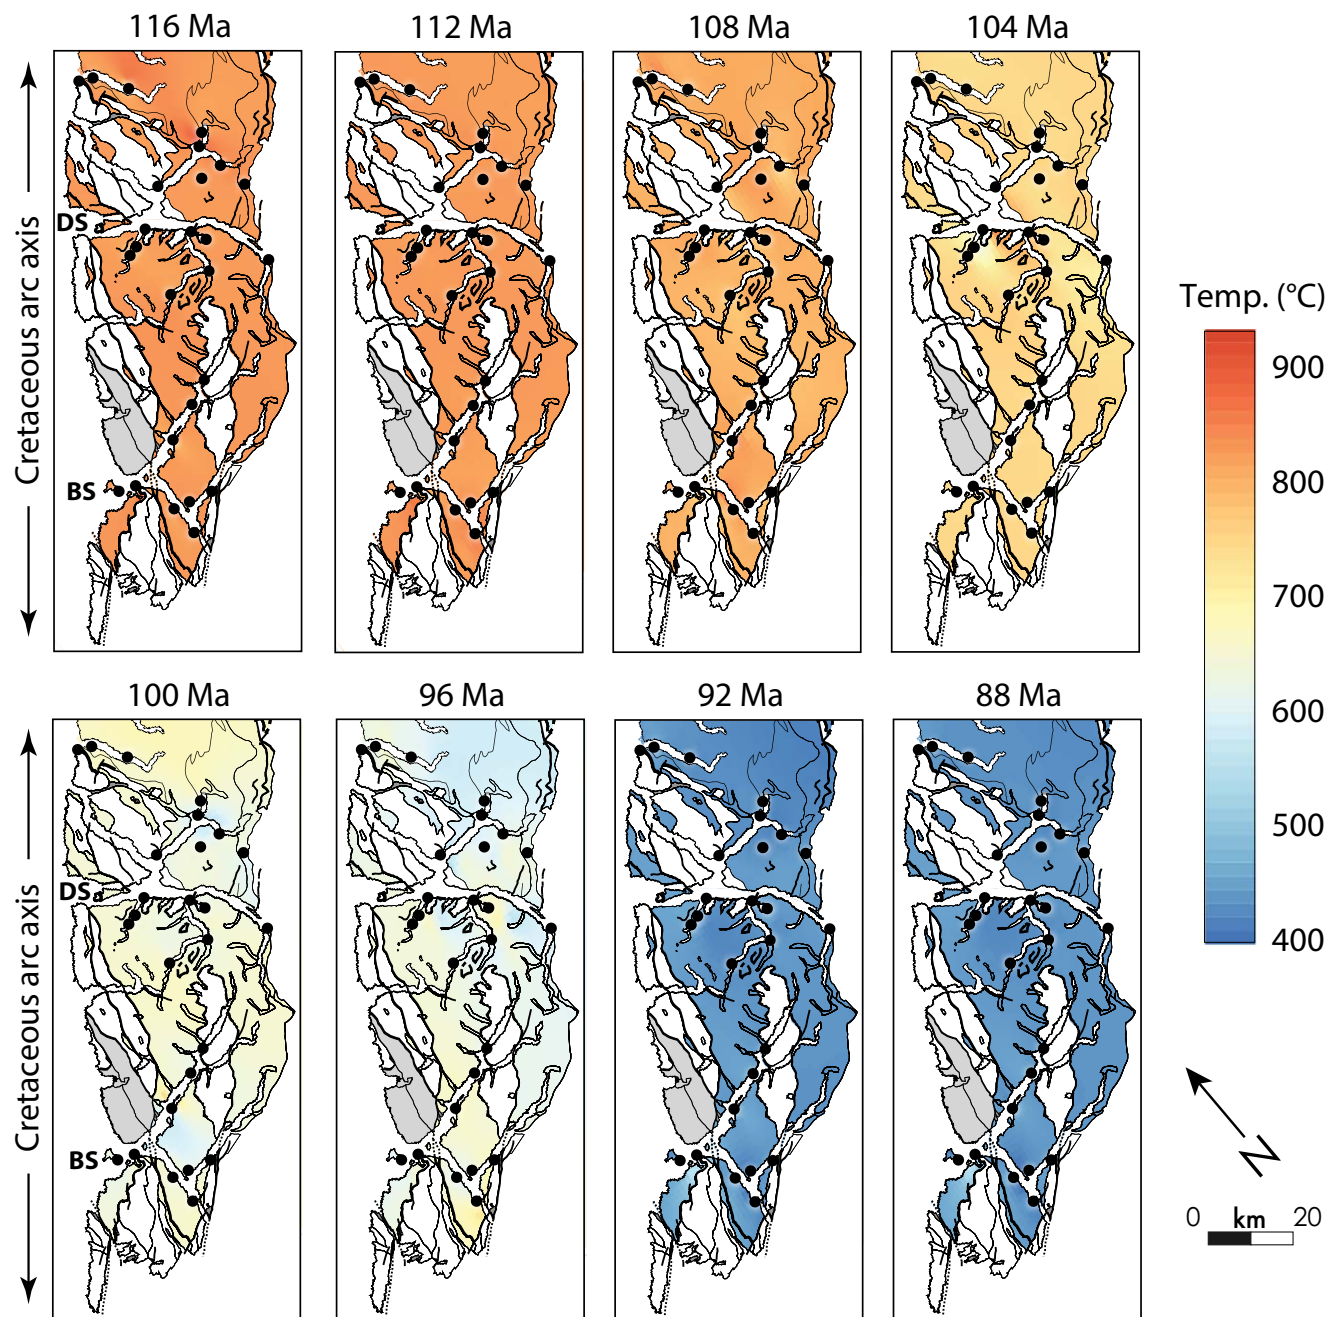 116 Ma
112 Ma
108 Ma
104 Ma
Cretaceous arc axis
DS
BS
Temp. (°C)
900
800
700
600
500
400
100 Ma
96 Ma
92 Ma
88 Ma
Cretaceous arc axis
DS
BS
N
0 km 20